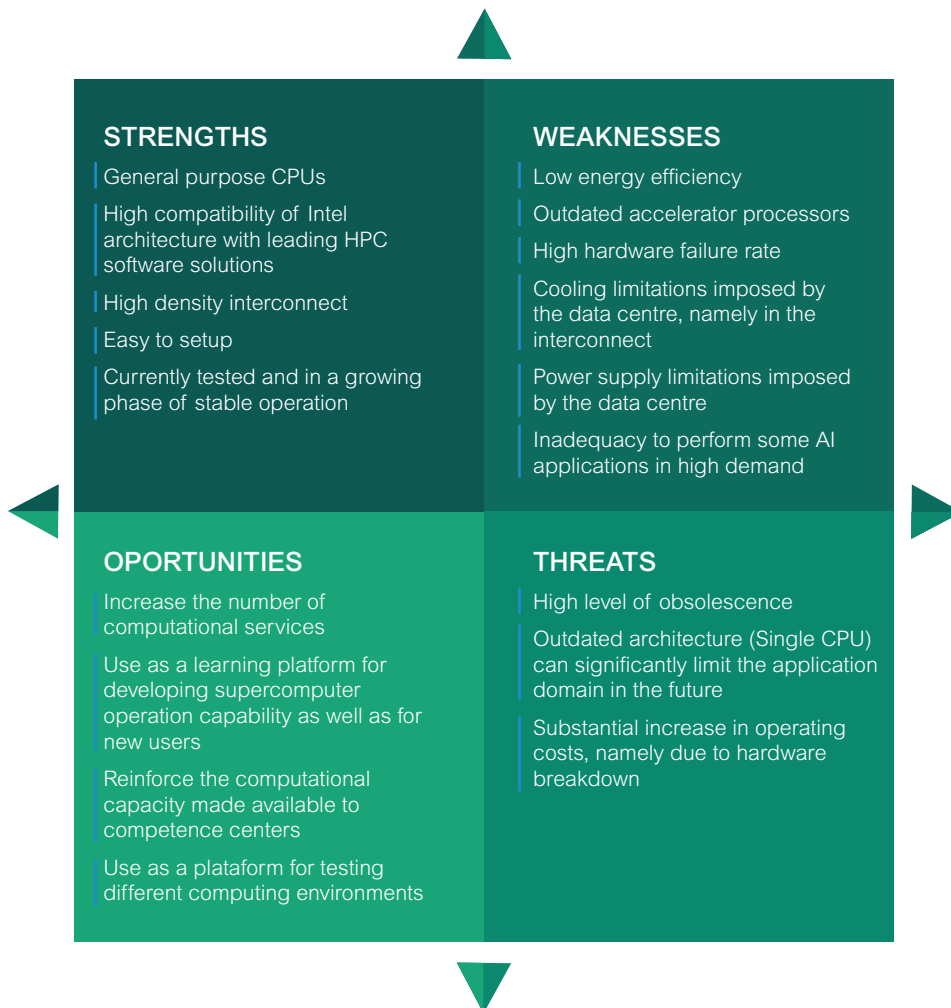 STRENGTHS
General purpose CPUs
High compatibility of Intel
architecture with leading HPC
software solutions
High density interconnect
Easy to setup
Currently tested and in a growing
phase of stable operation
WEAKNESSES
Low energy efficiency
Outdated accelerator processors
High hardware failure rate
Cooling limitations imposed by
the data centre, namely in the
interconnect
Power supply limitations imposed
by the data centre
Inadequacy to perform some AI
applications in high demand
OPORTUNITIES
Increase the number of
computational services
Use as a learning platform for
developing supercomputer
operation capability as well as for
new users
Reinforce the computational
capacity made available to
competence centers
Use as a plataform for testing
different computing environments
THREATS
High level of obsolescence
Outdated architecture (Single CPU)
can significantly limit the application
domain in the future
Substantial increase in operating
costs, namely due to hardware
breakdown